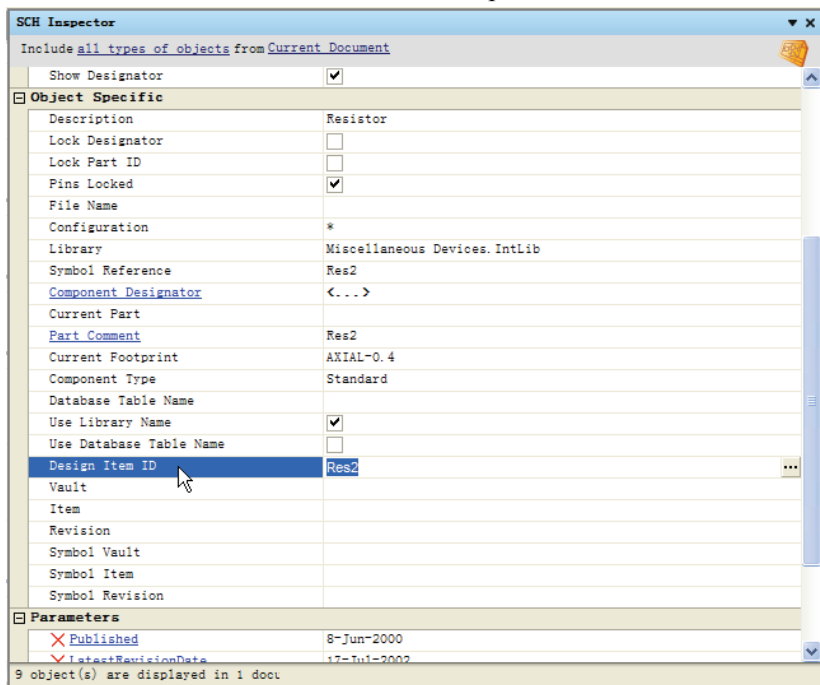 SCH Inspector
Include all types of objects from Current Document
Show Designator
Object Specific
Description Resistor
Lock Designator
Lock Part ID
Pins Locked
File Name
Configuration *
Library Miscellaneous Devices.IntLib
Symbol Reference Res2
Component Designator <...>
Current Part
Part Comment Res2
Current Footprint AXIAL-0.4
Component Type Standard
Database Table Name
Use Library Name
Use Database Table Name
Design Item ID Res2 ...
Vault
Item
Revision
Symbol Vault
Symbol Item
Symbol Revision
Parameters
Published 8-Jun-2000
LatestRevisionDate 17-Jul-2002
9 object(s) are displayed in 1 docu